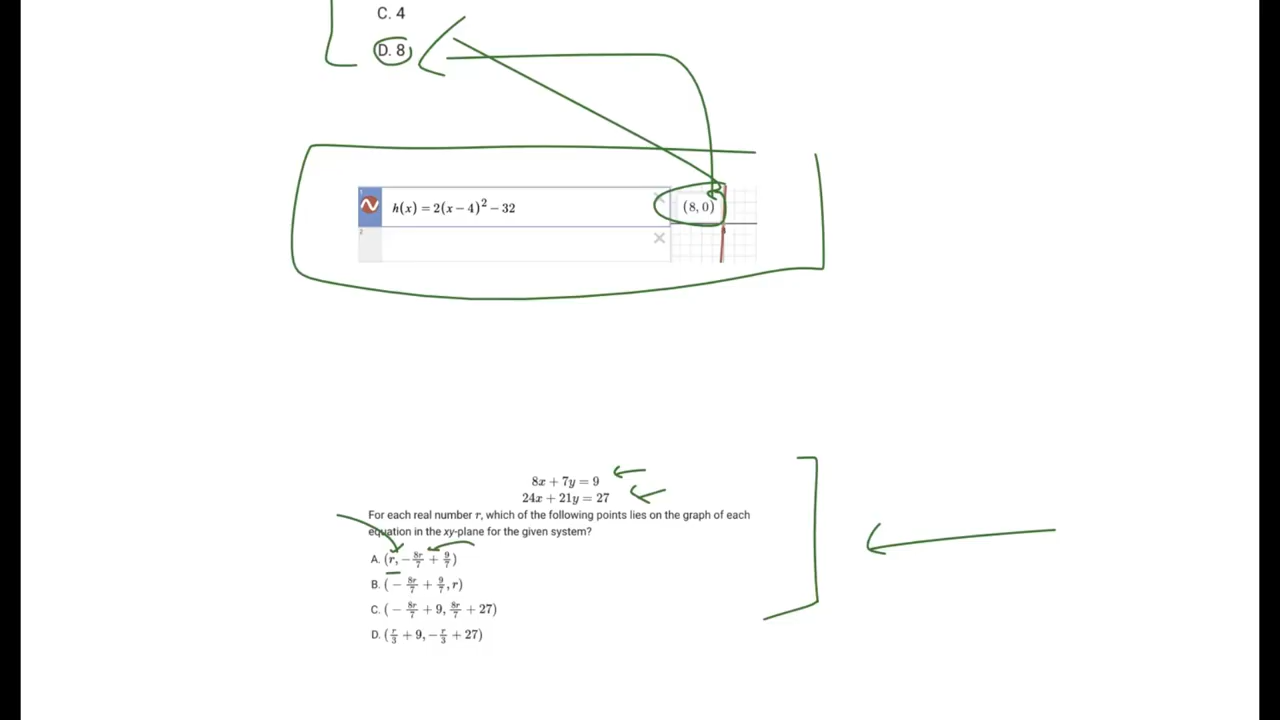 C. 4
D. 8
1
h(x) = 2(x − 4)² − 32
(8, 0)
2
8x + 7y = 9
24x + 21y = 27
For each real number r, which of the following points lies on the graph of each
equation in the xy-plane for the given system?
A. (r, −8r/7 + 9/7)
B. (−8r/7 + 9/7, r)
C. (−8r/7 + 9, 8r/7 + 27)
D. (r/3 + 9, −r/3 + 27)